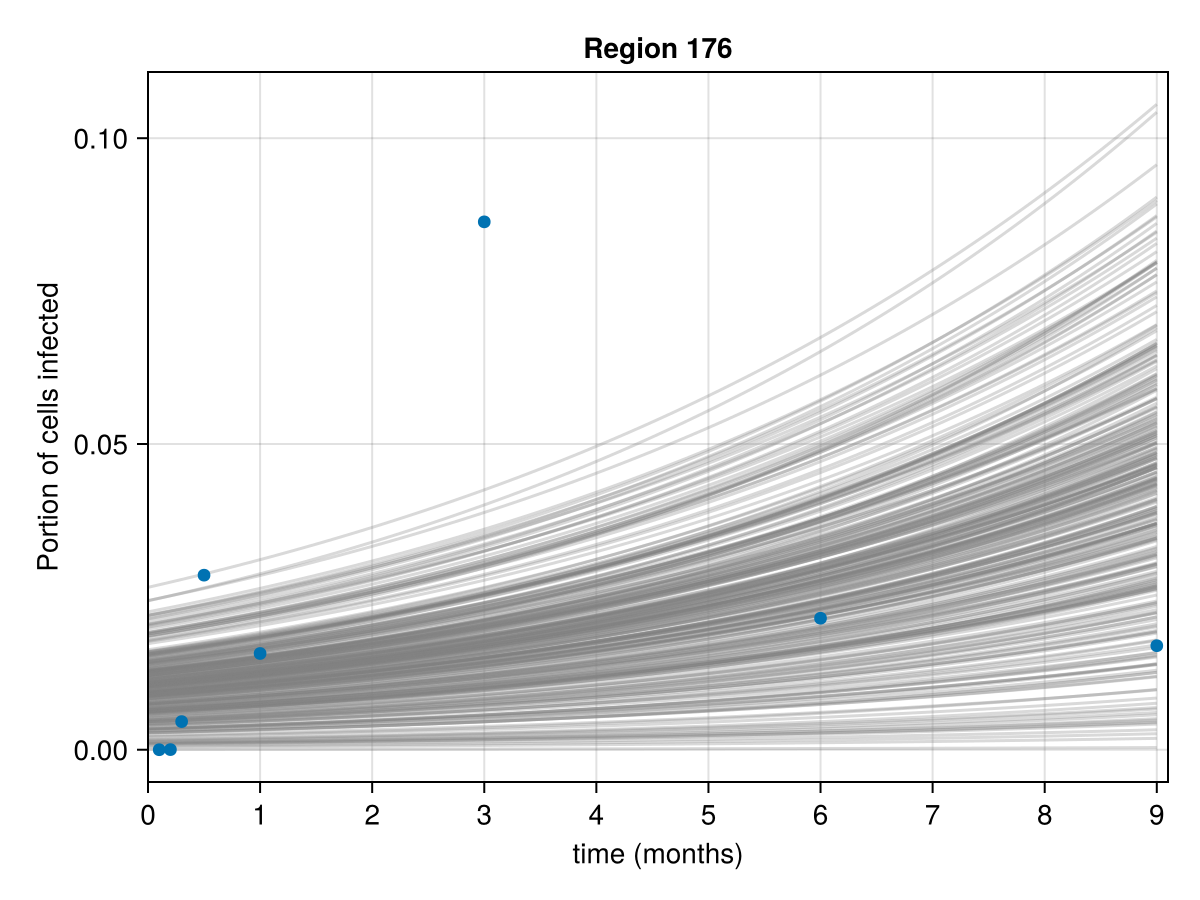 Region 176
Portion of cells infected
0.10
0.05
0.00
0 1 2 3 4 5 6 7 8 9
time (months)